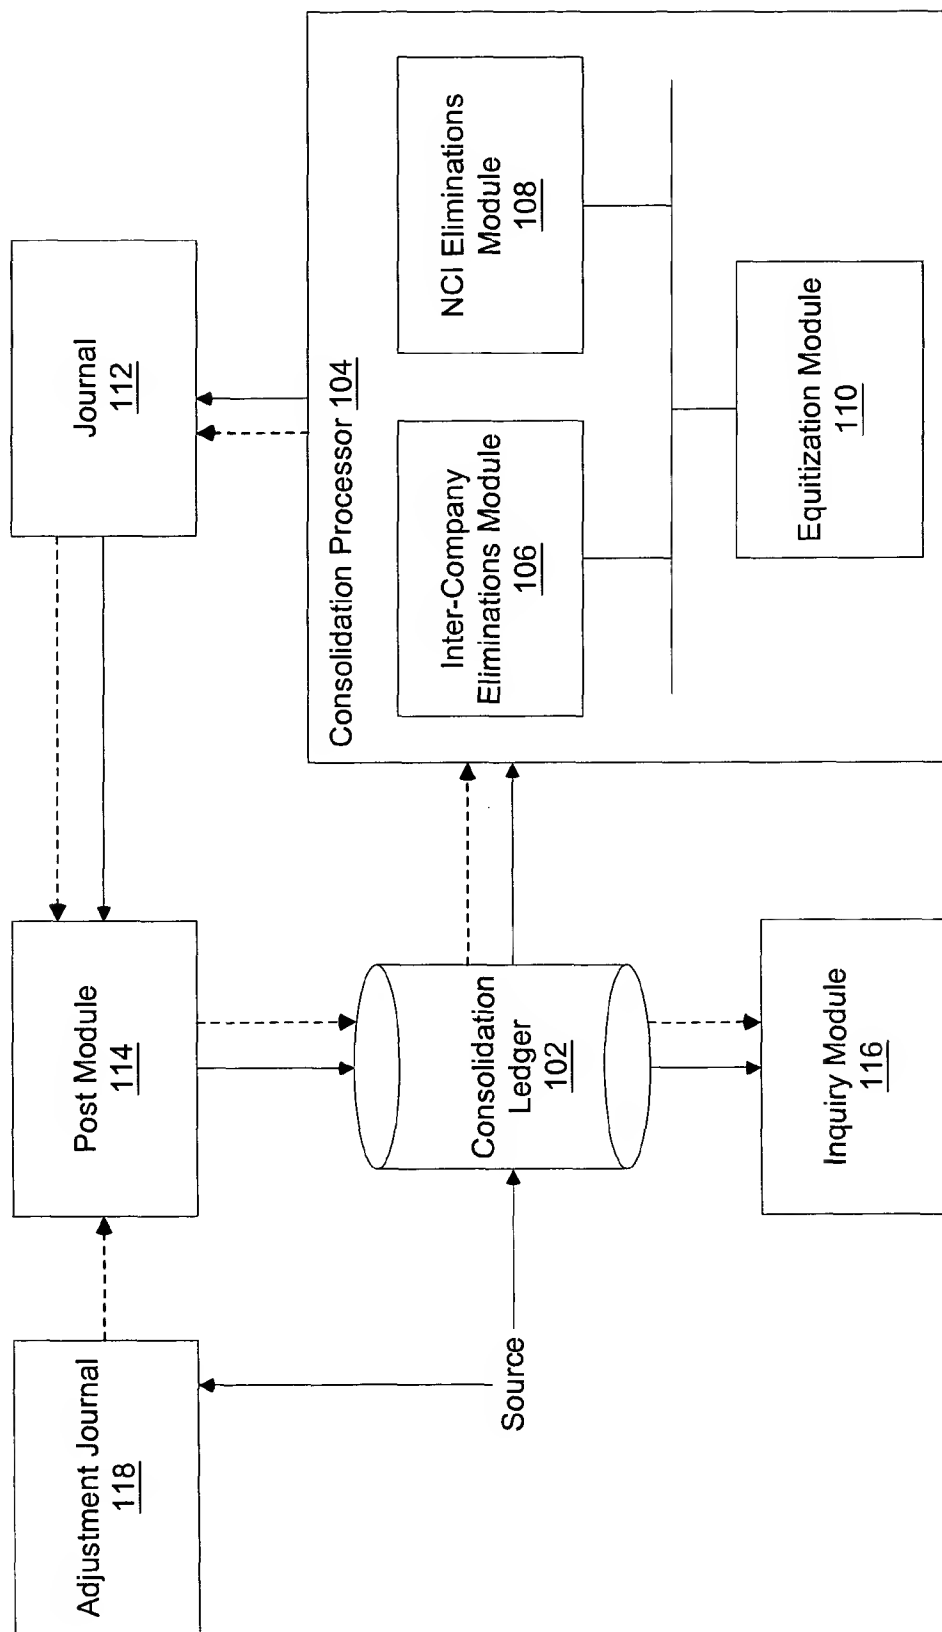 Adjustment Journal
118
Post Module
114
Journal
112
Source
Consolidation
Ledger
102
Consolidation Processor 104
Inter-Company
Eliminations Module
106
NCI Eliminations
Module
108
Inquiry Module
116
Equitization Module
110